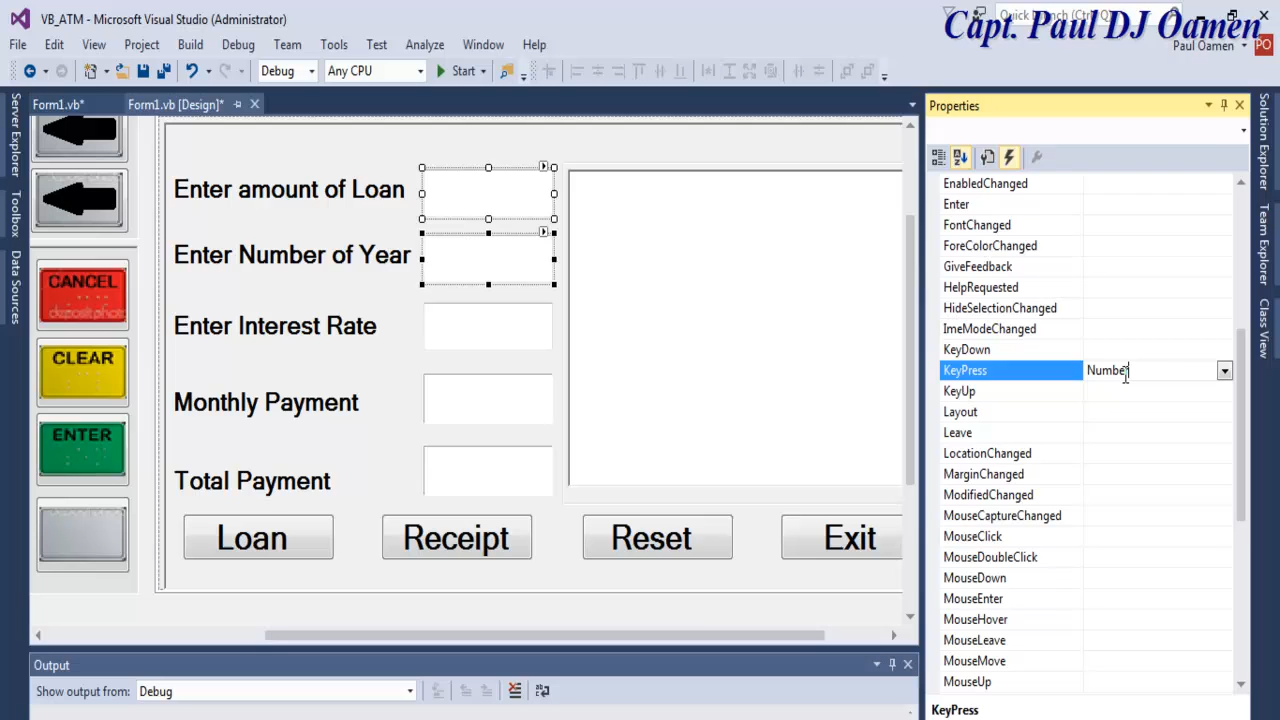 VB_ATM - Microsoft Visual Studio (Administrator)
Quick Launch (Ctrl+Q)
Capt. Paul DJ Oamen
File Edit View Project Build Debug Team Tools Test Analyze Window Help
Paul Oamen
PO
Debug
Any CPU
Start
Form1.vb*
Form1.vb [Design]*
Server Explorer
Toolbox
Data Sources
CANCEL
CLEAR
ENTER
Enter amount of Loan
Enter Number of Year
Enter Interest Rate
Monthly Payment
Total Payment
Loan
Receipt
Reset
Exit
Output
Show output from:
Debug
Properties
EnabledChanged
Enter
FontChanged
ForeColorChanged
GiveFeedback
HelpRequested
HideSelectionChanged
ImeModeChanged
KeyDown
KeyPress Number
KeyUp
Layout
Leave
LocationChanged
MarginChanged
ModifiedChanged
MouseCaptureChanged
MouseClick
MouseDoubleClick
MouseDown
MouseEnter
MouseHover
MouseLeave
MouseMove
MouseUp
KeyPress
Solution Explorer
Team Explorer
Class View